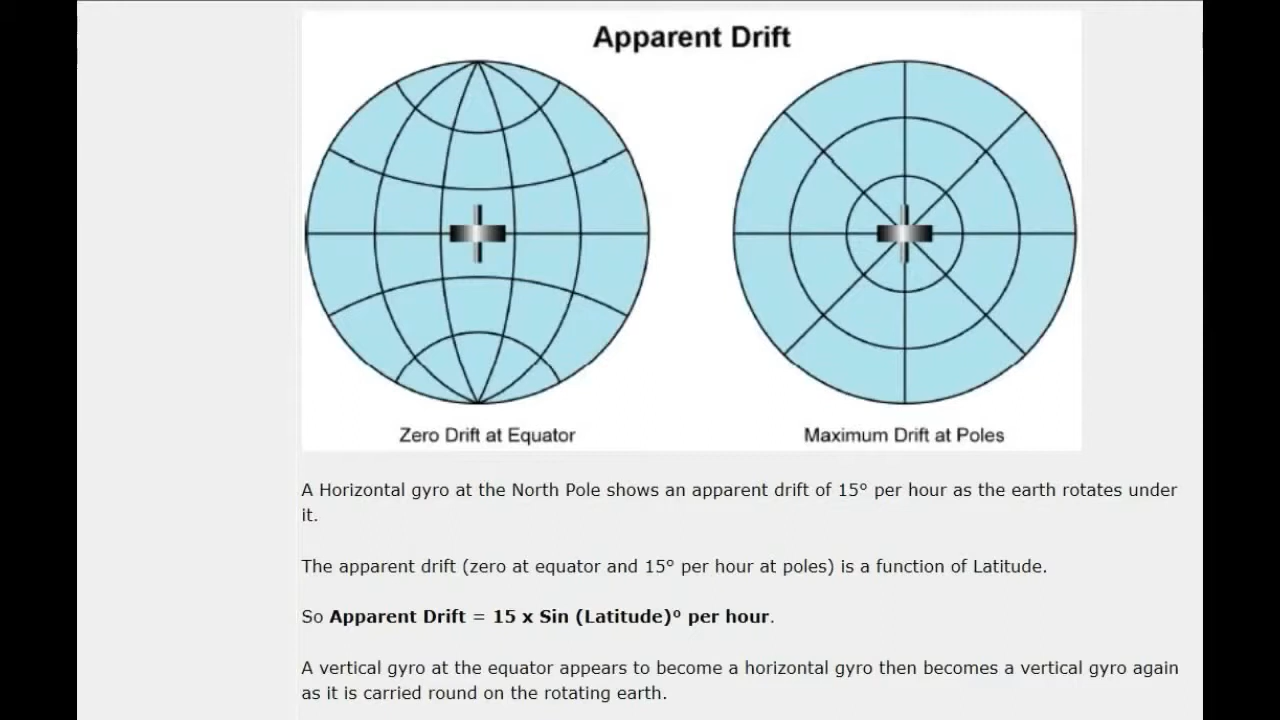 Apparent Drift
Zero Drift at Equator
Maximum Drift at Poles
A Horizontal gyro at the North Pole shows an apparent drift of 15º per hour as the earth rotates under
it.
The apparent drift (zero at equator and 15º per hour at poles) is a function of Latitude.
So Apparent Drift = 15 x Sin (Latitude)º per hour.
A vertical gyro at the equator appears to become a horizontal gyro then becomes a vertical gyro again
as it is carried round on the rotating earth.